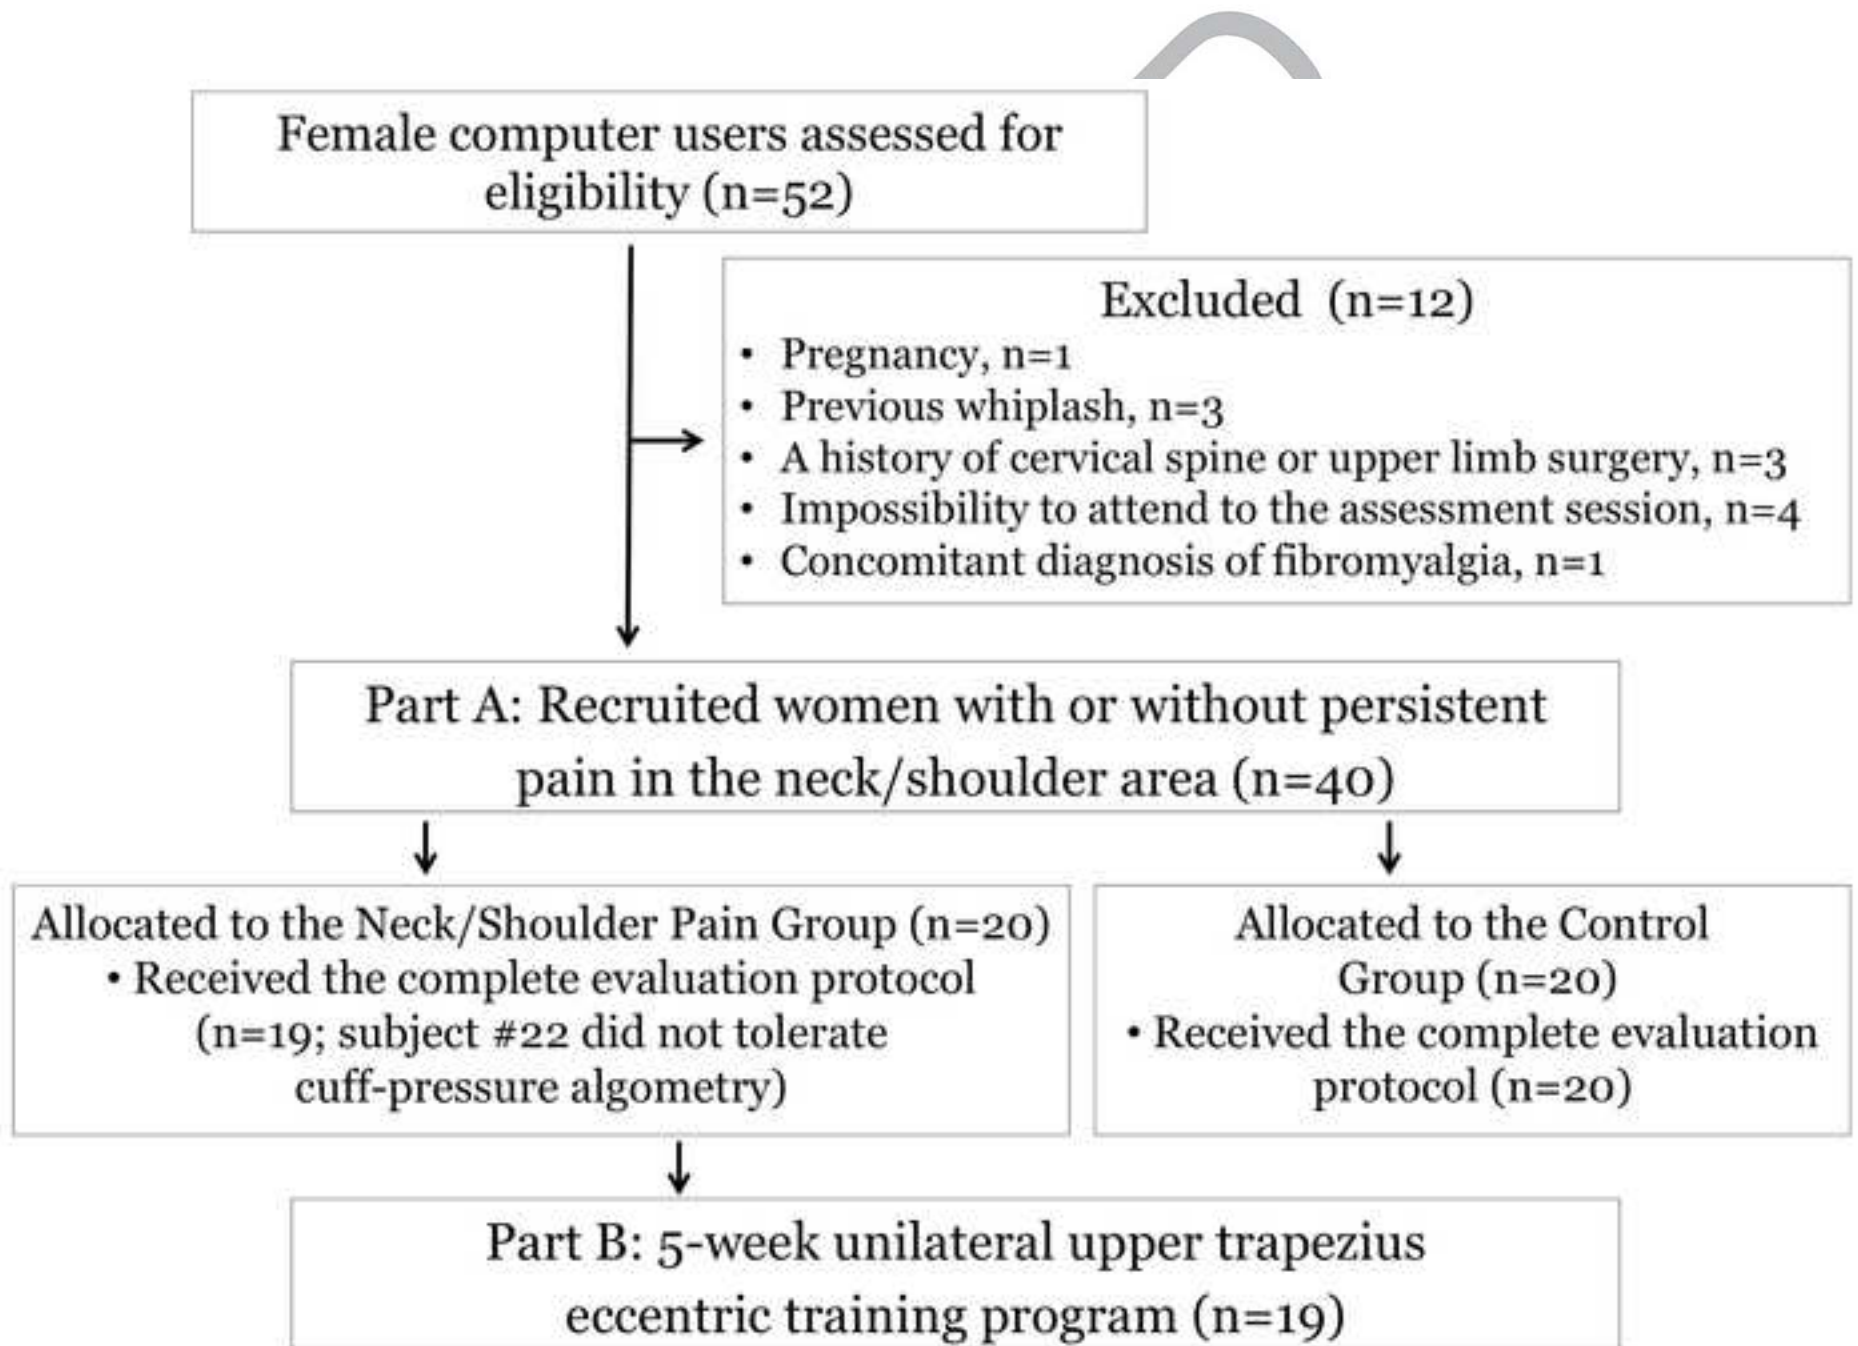 Female computer users assessed for
eligibility (n=52)
Excluded (n=12)
• Pregnancy, n=1
• Previous whiplash, n=3
• A history of cervical spine or upper limb surgery, n=3
• Impossibility to attend to the assessment session, n=4
• Concomitant diagnosis of fibromyalgia, n=1
Part A: Recruited women with or without persistent
pain in the neck/shoulder area (n=40)
Allocated to the Neck/Shoulder Pain Group (n=20)
• Received the complete evaluation protocol
(n=19; subject #22 did not tolerate
cuff-pressure algometry)
Allocated to the Control
Group (n=20)
• Received the complete evaluation
protocol (n=20)
Part B: 5-week unilateral upper trapezius
eccentric training program (n=19)